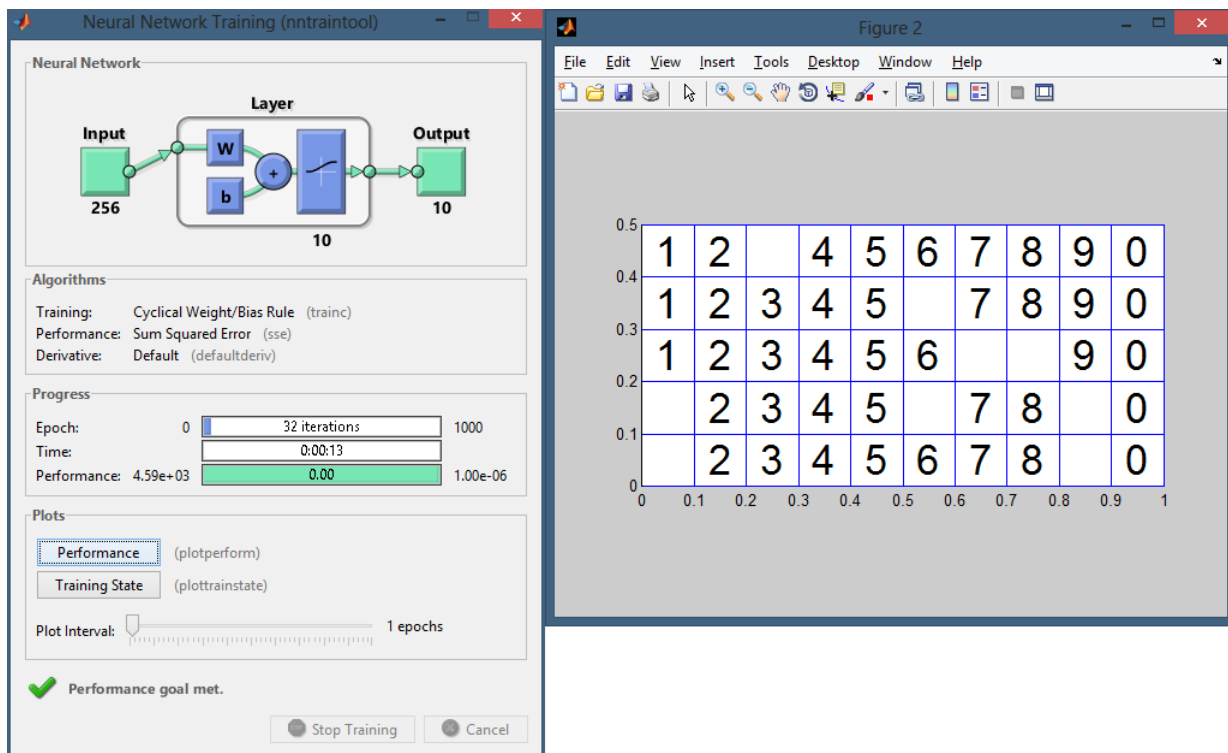 Neural Network Training (nntraintool)
Neural Network
Layer
Input
Output
W
b
+
256
10
10
Algorithms
Training: Cyclical Weight/Bias Rule (trainc)
Performance: Sum Squared Error (sse)
Derivative: Default (defaultderiv)
Progress
Epoch: 0 32 iterations 1000
Time: 0:00:13
Performance: 4.59e+03 0.00 1.00e-06
Plots
Performance (plotperform)
Training State (plottrainstate)
Plot Interval: 1 epochs
Performance goal met.
Stop Training Cancel
Figure 2
File Edit View Insert Tools Desktop Window Help
0.5
1 2 4 5 6 7 8 9 0
0.4
1 2 3 4 5 7 8 9 0
0.3
1 2 3 4 5 6 9 0
0.2
2 3 4 5 7 8 0
0.1
2 3 4 5 6 7 8 0
0
0 0.1 0.2 0.3 0.4 0.5 0.6 0.7 0.8 0.9 1